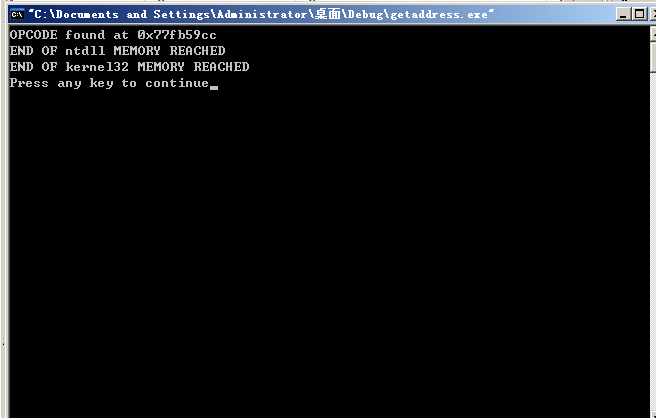 "C:\Documents and Settings\Administrator\桌面\Debug\getaddress.exe"
OPCODE found at 0x77fb59cc
END OF ntdll MEMORY REACHED
END OF kernel32 MEMORY REACHED
Press any key to continue_